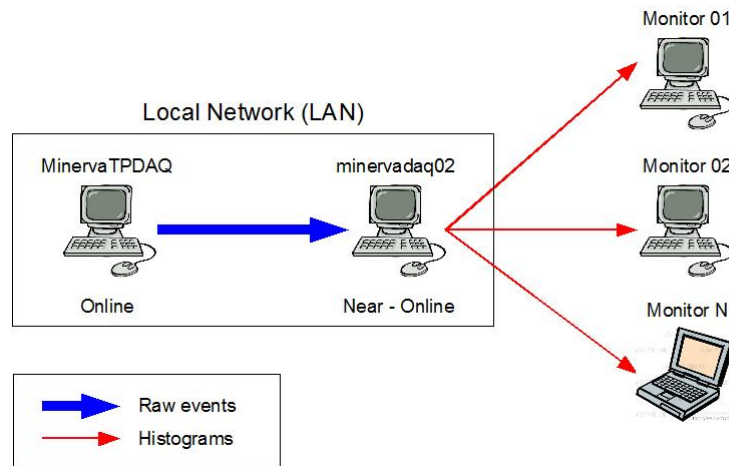 Monitor 01
Local Network (LAN)
MinervaTPDAQ
minervadaq02
Monitor 02
Online
Near - Online
Monitor N
Raw events
Histograms